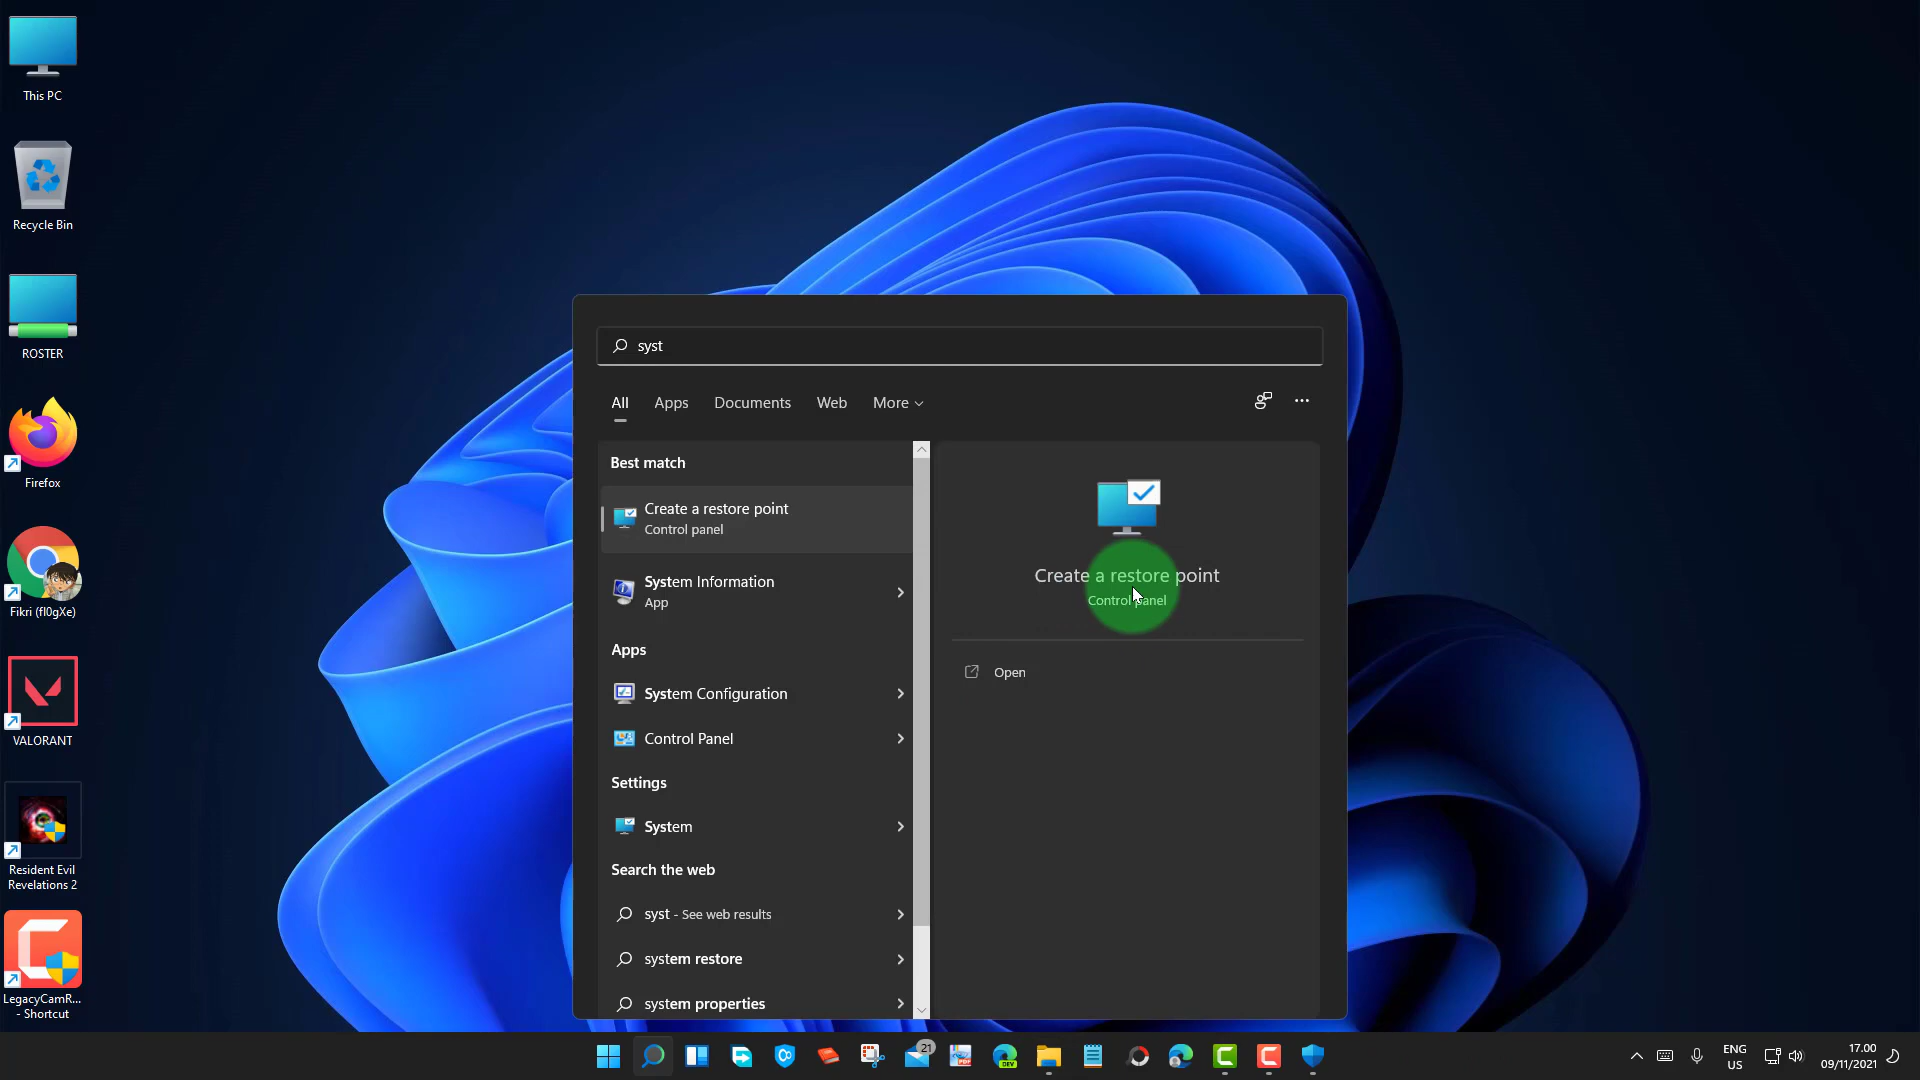 This PC
Recycle Bin
ROSTER
Firefox
Fikri (fl0gXe)
VALORANT
Resident Evil
Revelations 2
LegacyCamR...
- Shortcut
syst
All
Apps
Documents
Web
More
Best match
Create a restore point
Control panel
System Information
App
Apps
System Configuration
Control Panel
Settings
System
Search the web
syst - See web results
system restore
system properties
Create a restore point
Control panel
Open
21
PDF
DEV
ENG
US
17.00
09/11/2021